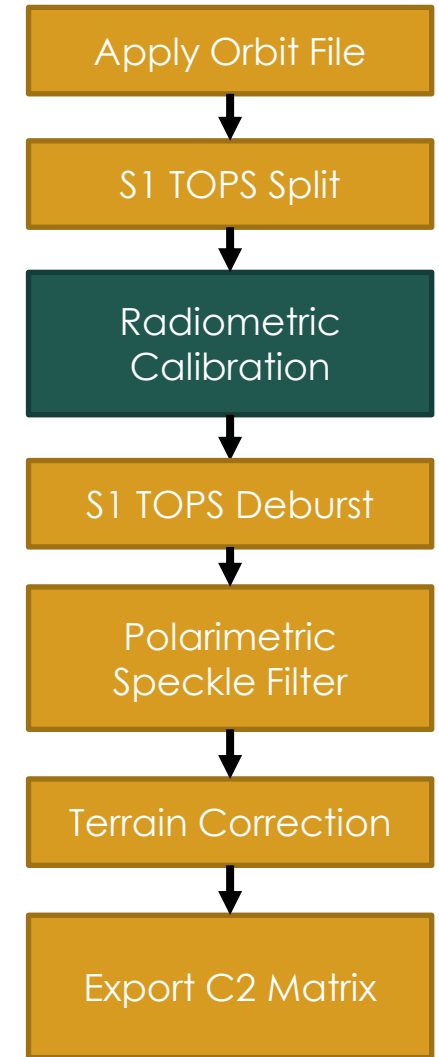 Apply Orbit File
S1 TOPS Split
Radiometric
Calibration
S1 TOPS Deburst
Polarimetric
Speckle Filter
Terrain Correction
Export C2 Matrix